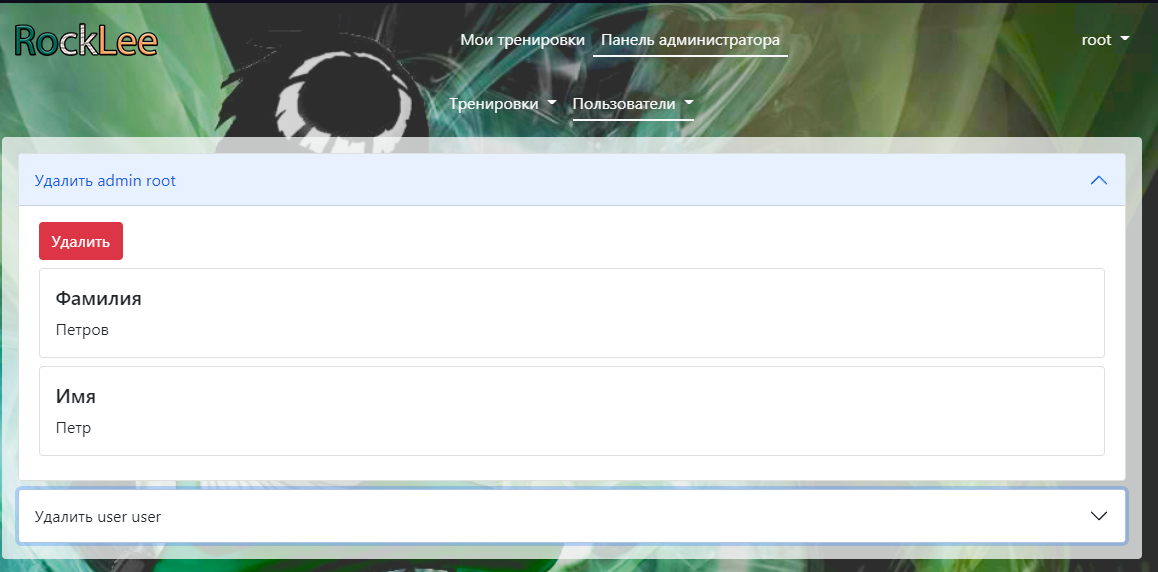 RockLee
Мои тренировки Панель администратора
root
Тренировки Пользователи
Удалить admin root
Удалить
Фамилия
Петров
Имя
Петр
Удалить user user